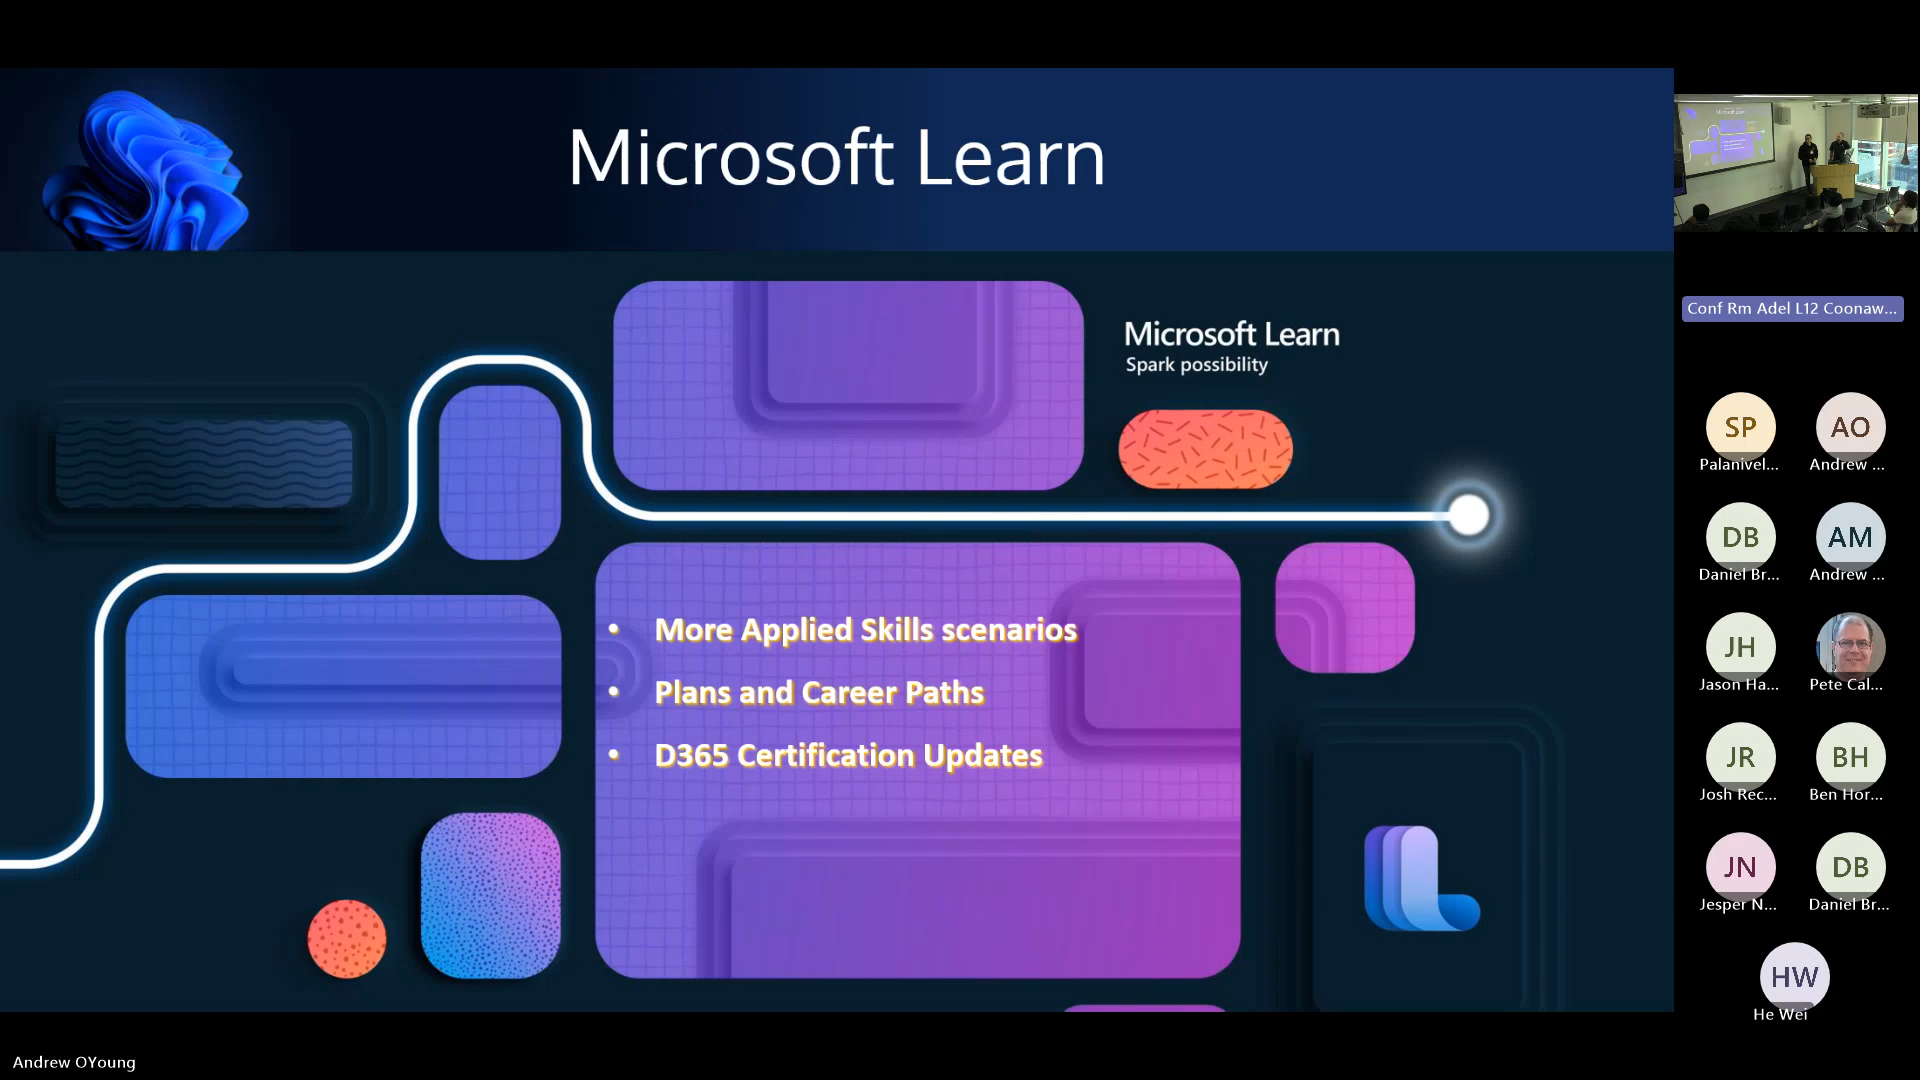 Microsoft Learn
Microsoft Learn
Spark possibility
• More Applied Skills scenarios
• Plans and Career Paths
• D365 Certification Updates
Conf Rm Adel L12 Coonaw...
SP
AO
Palanivel...
Andrew ...
DB
AM
Daniel Br...
Andrew ...
JH
Jason Ha...
Pete Cal...
JR
BH
Josh Rec...
Ben Hor...
JN
DB
Jesper N...
Daniel Br...
HW
He Wei
Andrew OYoung